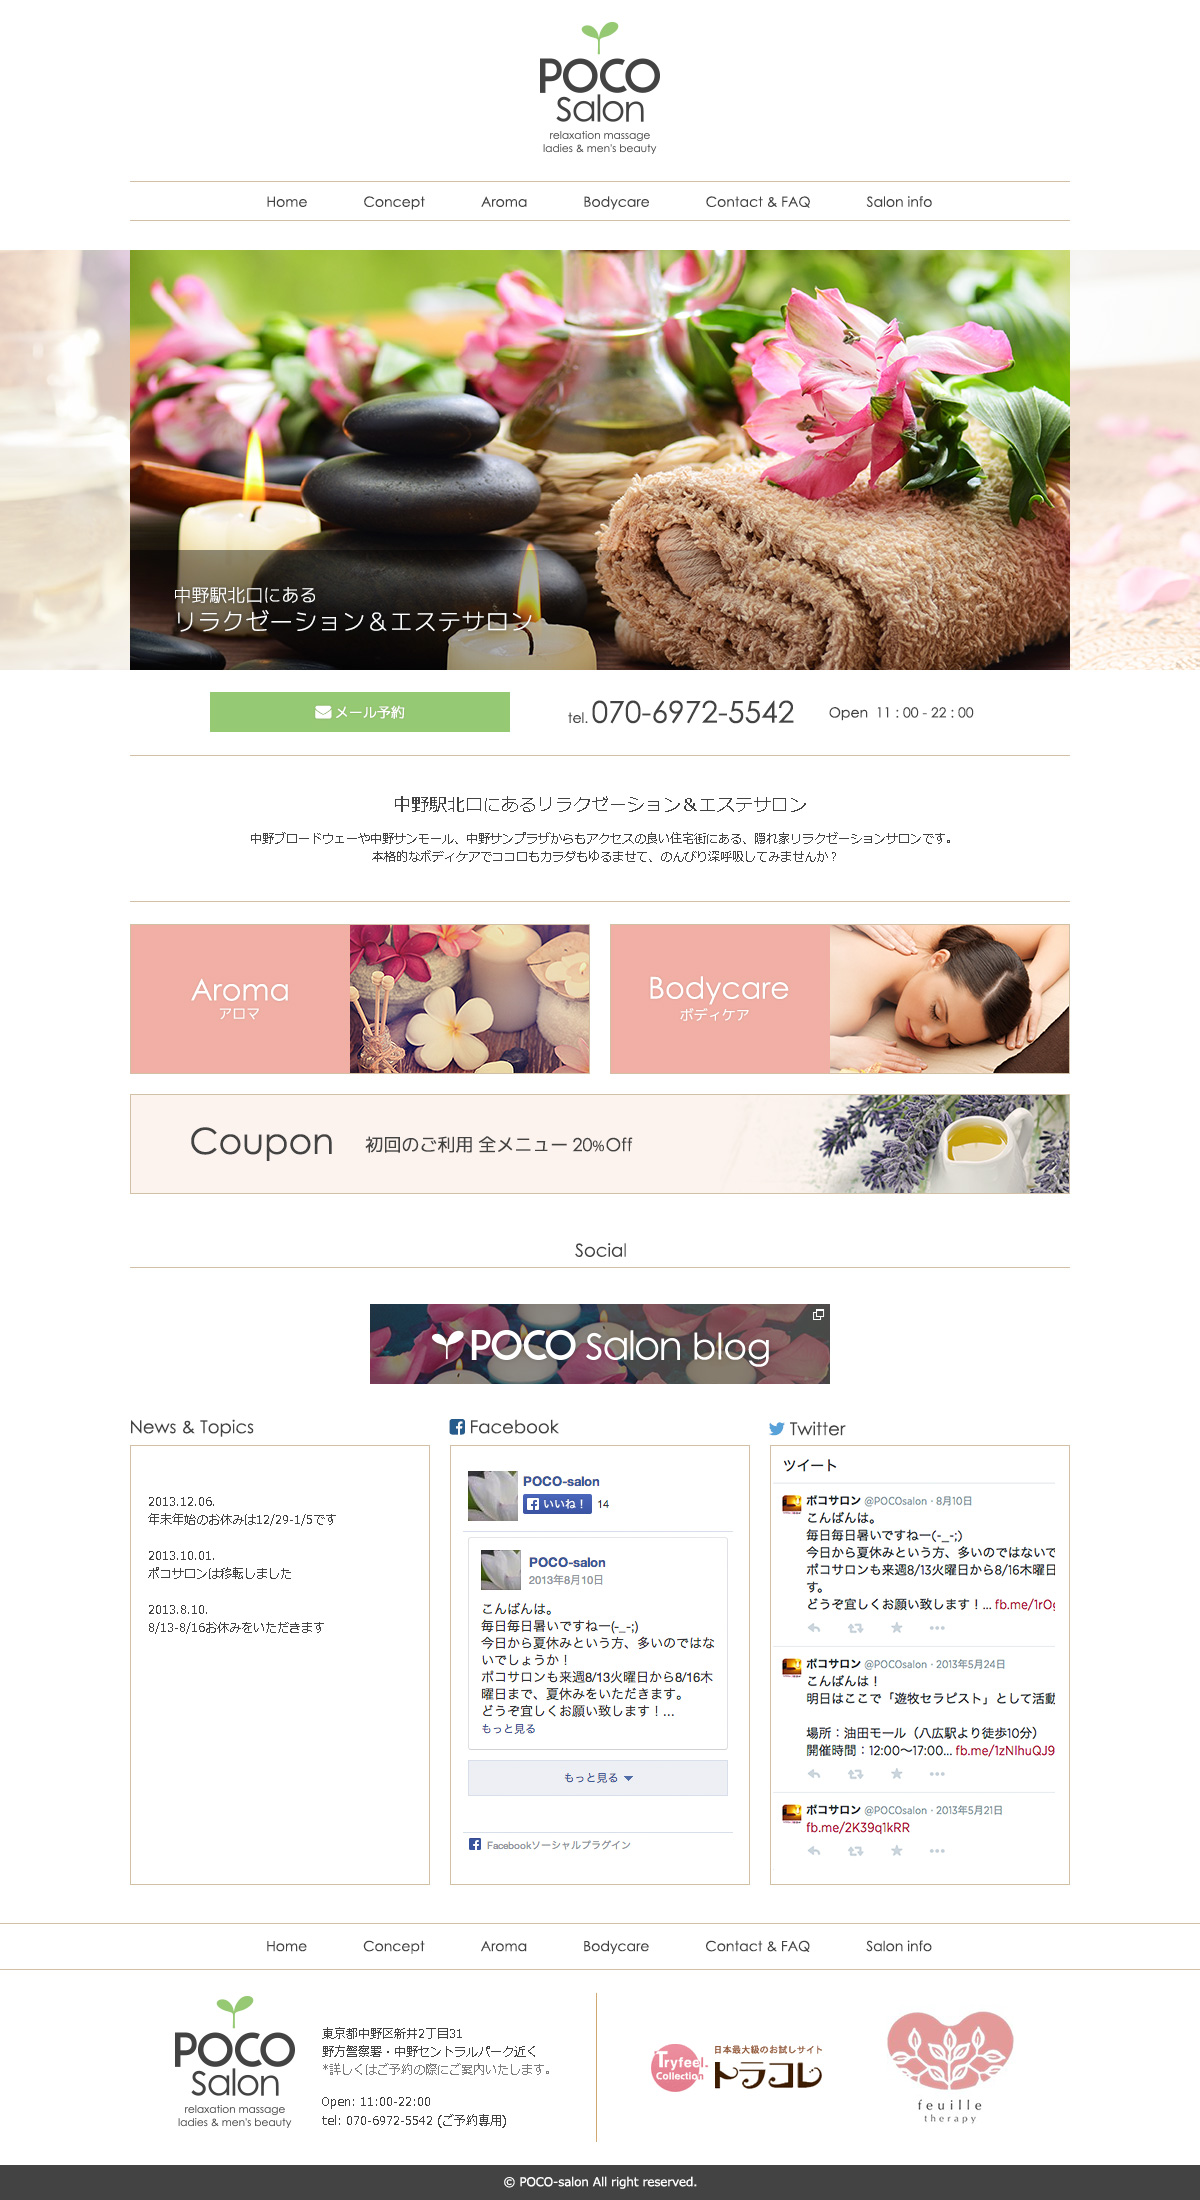 POCO
Salon
relaxation massage
ladies & men's beauty
Home
Concept
Aroma
Bodycare
Contact & FAQ
Salon info
中野駅北口にある
リラクゼーション＆エステサロン
メール予約
tel. 070-6972-5542
Open 11 : 00 - 22 : 00
中野駅北口にあるリラクゼーション＆エステサロン
中野ブロードウェーや中野サンモール、中野サンプラザからもアクセスの良い住宅街にある、隠れ家リラクゼーションサロンです。
本格的なボディケアでココロもカラダもゆるませて、のんびり深呼吸してみませんか？
Aroma
アロマ
Bodycare
ボディケア
Coupon 初回のご利用 全メニュー 20%Off
Social
POCO Salon blog
News & Topics
2013.12.06.
年末年始のお休みは12/29-1/5です
2013.10.01.
ポコサロンは移転しました
2013.8.10.
8/13-8/16お休みをいただきます
Facebook
POCO-salon
いいね！ 14
POCO-salon
2013年8月10日
こんばんは。
毎日毎日暑いですねー(-_-;)
今日から夏休みという方、多いのではな
いでしょうか！
ポコサロンも来週8/13火曜日から8/16木
曜日まで、夏休みをいただきます。
どうぞ宜しくお願い致します！...
もっと見る
もっと見る
Facebookソーシャルプラグイン
Twitter
ツイート
ポコサロン @POCOsalon · 8月10日
こんばんは。
毎日毎日暑いですねー(-_-;)
今日から夏休みという方、多いのではないで
ポコサロンも来週8/13火曜日から8/16木曜日
す。
どうぞ宜しくお願い致します！... fb.me/1rOg
ポコサロン @POCOsalon · 2013年5月24日
こんばんは！
明日はここで「遊牧セラピスト」として活動
場所：油田モール（八広駅より徒歩10分）
開催時間：12:00〜17:00... fb.me/1zNIhuQJ9
ポコサロン @POCOsalon · 2013年5月21日
fb.me/2K39q1kRR
Home
Concept
Aroma
Bodycare
Contact & FAQ
Salon info
POCO
Salon
relaxation massage
ladies & men's beauty
東京都中野区新井2丁目31
野方警察署・中野セントラルパーク近く
*詳しくはご予約の際にご案内いたします。
Open: 11:00-22:00
tel: 070-6972-5542 (ご予約専用)
Tryfeel
Collection
日本最大級のお試しサイト
トラコレ
feuille
therapy
© POCO-salon All right reserved.